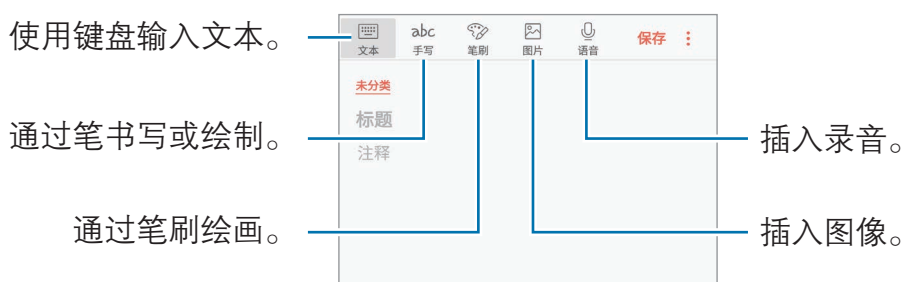 使用键盘输入文本。
abc
文本 手写 笔刷 图片 语音 保存
未分类
标题
通过笔书写或绘制。
插入录音。
注释
通过笔刷绘画。
插入图像。